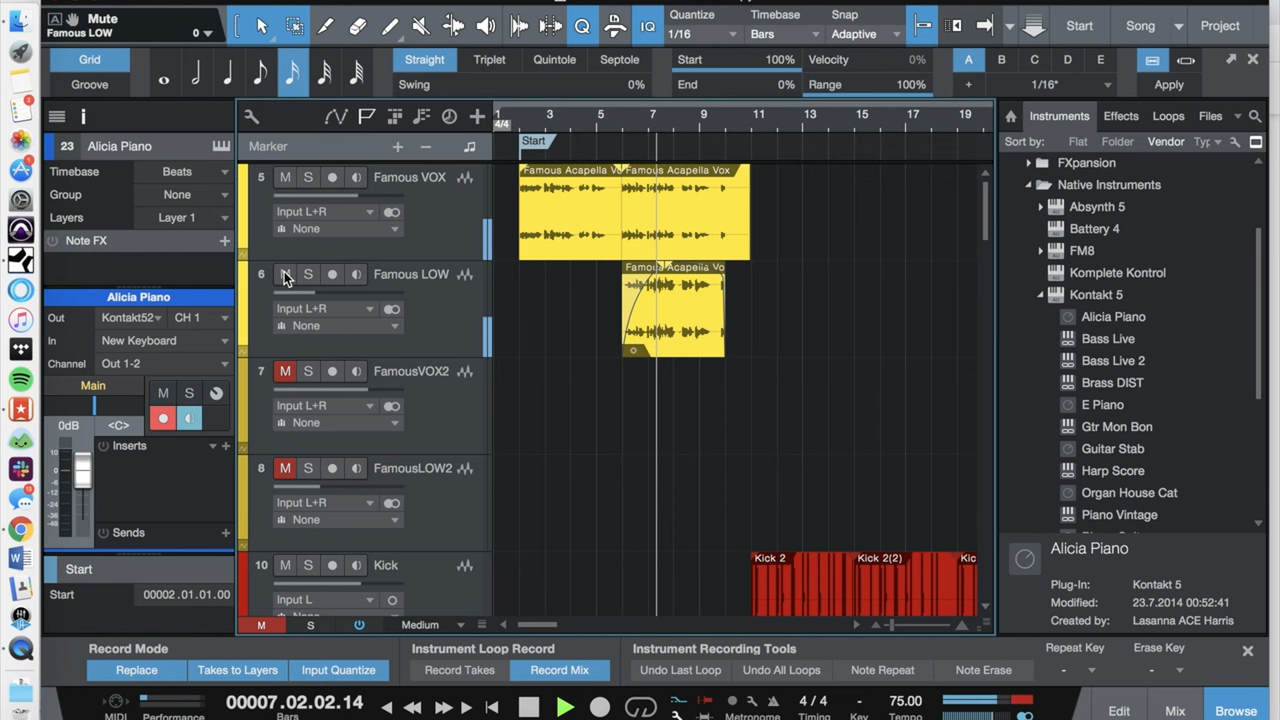 Mute
Famous LOW 0
Quantize
1/16
Timebase
Bars
Snap
Adaptive
IQ
Start
Song
Project
Grid
Groove
Straight Triplet Quintole Septole
Swing 0%
Start 100%
End 0%
Velocity 0%
Range 100%
A B C D E
1/16*
Apply
23 Alicia Piano
Timebase Beats
Group None
Layers Layer 1
Note FX
Alicia Piano
Out Kontakt52 CH 1
In New Keyboard
Channel Out 1-2
Main
M S
0dB <C>
Inserts
Sends
Start
Start 00002.01.01.00
1 3 5 7 9 11 13 15 17 19
4/4
Marker
Start
5 M S Famous VOX
Input L+R
None
Famous Acapella Vo Famous Acapella Vox
6 S Famous LOW
Input L+R
None
Famous Acapella Vo
7 M S FamousVOX2
Input L+R
None
8 M S FamousLOW2
Input L+R
None
10 M S Kick
Input L
Kick 2 Kick 2(2) Kic
M S Medium
Instruments Effects Loops Files
Sort by: Flat Folder Vendor Typ
FXpansion
Native Instruments
Absynth 5
Battery 4
FM8
Komplete Kontrol
Kontakt 5
Alicia Piano
Bass Live
Bass Live 2
Brass DIST
E Piano
Gtr Mon Bon
Guitar Stab
Harp Score
Organ House Cat
Piano Vintage
Alicia Piano
Plug-In: Kontakt 5
Modified: 23.7.2014 00:52:41
Created by: Lasanna ACE Harris
Record Mode
Replace Takes to Layers Input Quantize
Instrument Loop Record
Record Takes Record Mix
Instrument Recording Tools
Undo Last Loop Undo All Loops Note Repeat Note Erase
Repeat Key
-
Erase Key
-
MIDI Performance
00007.02.02.14
Bars
Metronome
4 / 4
Timing
-
Key
75.00
Tempo
Edit Mix Browse